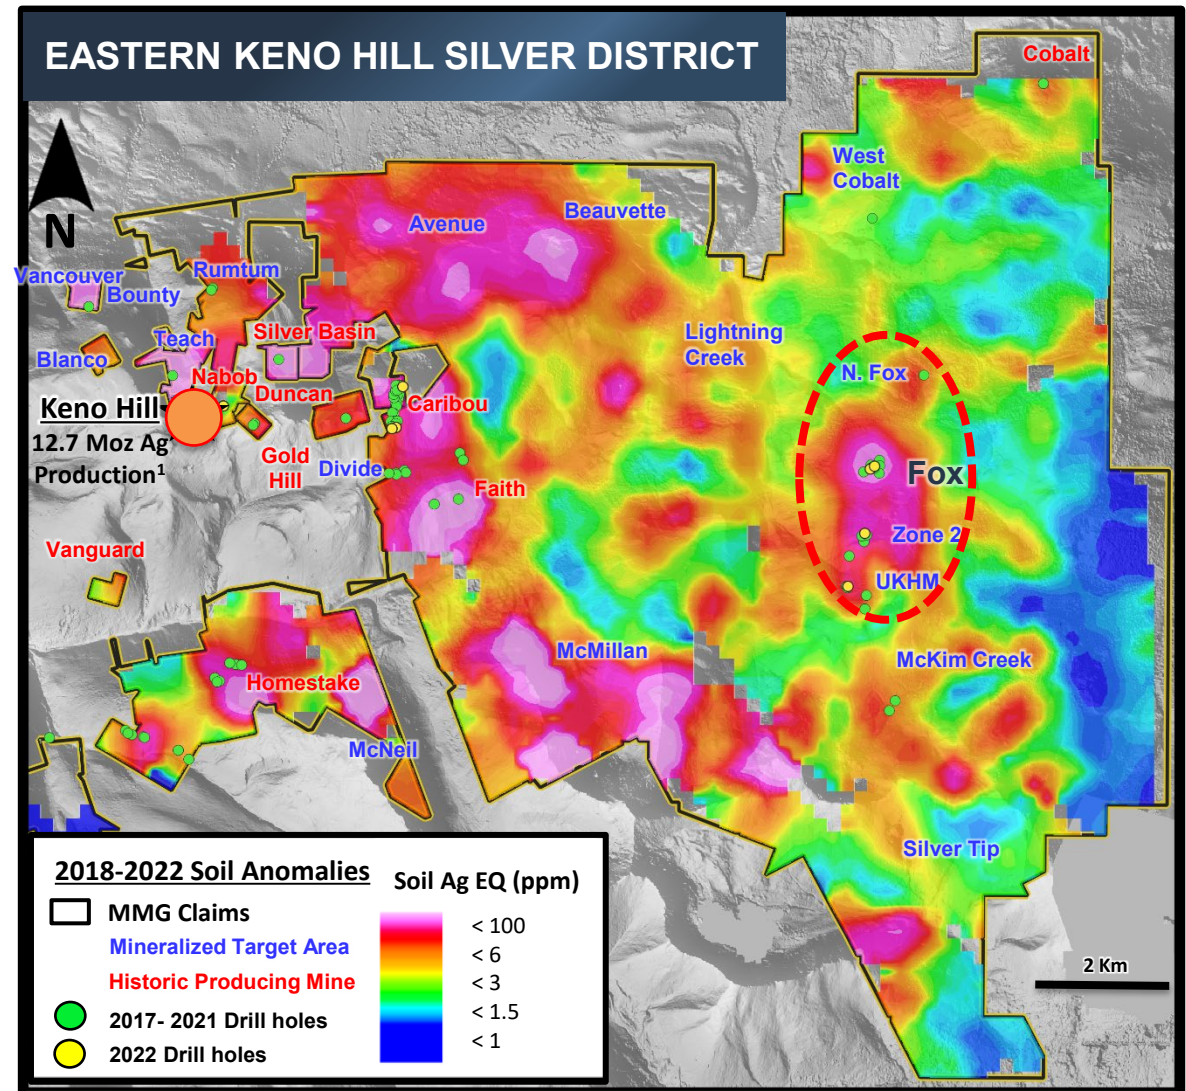 EASTERN KENO HILL SILVER DISTRICT
Cobalt
West
Cobalt
N
Avenue
Beauvette
Vancouver
Bounty
Rumtum
Teach
Silver Basin
Lightning
Creek
Blanco
Nabob
Duncan
N. Fox
Keno Hill
12.7 Moz Ag
Production1
Caribou
Gold
Hill
Divide
Faith
Fox
Zone 2
Vanguard
UKHM
McMillan
McKim Creek
Homestake
McNeil
Silver Tip
2018-2022 Soil Anomalies
MMG Claims
Mineralized Target Area
Historic Producing Mine
2017- 2021 Drill holes
2022 Drill holes
Soil Ag EQ (ppm)
< 100
< 6
< 3
< 1.5
< 1
2 Km